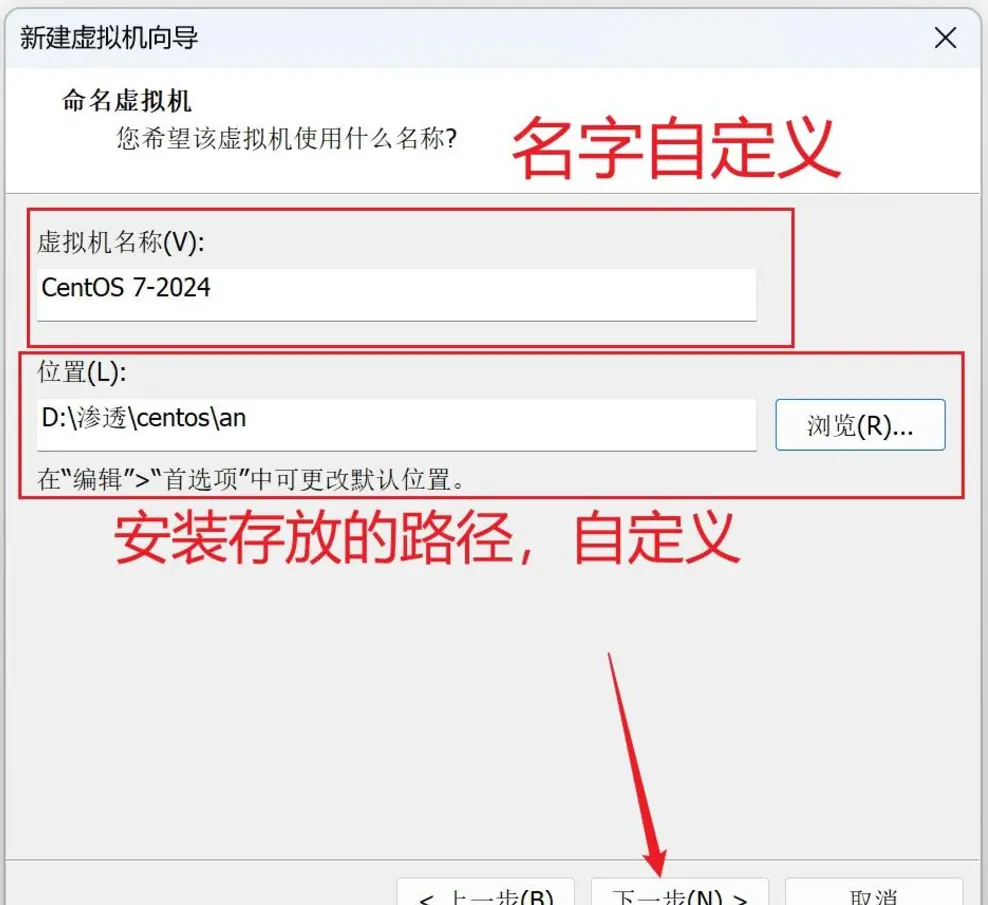 新建虚拟机向导
命名虚拟机
您希望该虚拟机使用什么名称?
名字自定义
虚拟机名称(V):
CentOS 7-2024
位置(L):
D:\渗透\centos\an
浏览(R)...
在“编辑”>“首选项”中可更改默认位置。
安装存放的路径，自定义
< 上一步(B)
下一步(N) >
取消